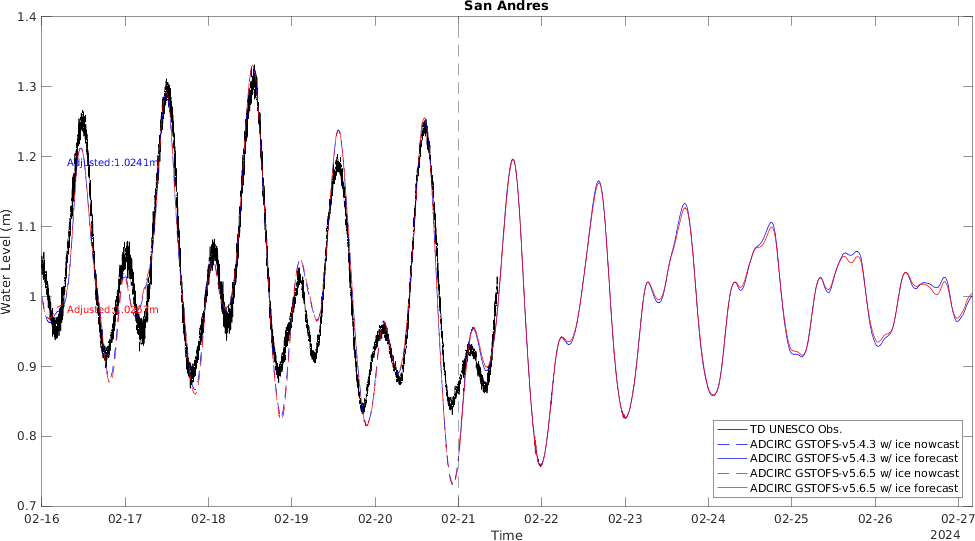 San Andres
1.4
1.3
1.2
1.1
1
0.9
0.8
0.7
Water Level (m)
Adjusted:1.0241m
Adjusted:1.0
m
TD UNESCO Obs.
ADCIRC GSTOFS-v5.4.3 w/ ice nowcast
ADCIRC GSTOFS-v5.4.3 w/ ice forecast
ADCIRC GSTOFS-v5.6.5 w/ ice nowcast
ADCIRC GSTOFS-v5.6.5 w/ ice forecast
02-16 02-17 02-18 02-19 02-20 02-21 02-22 02-23 02-24 02-25 02-26 02-27
Time
2024